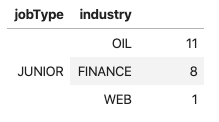 jobType industry
OIL 11
JUNIOR FINANCE 8
WEB 1